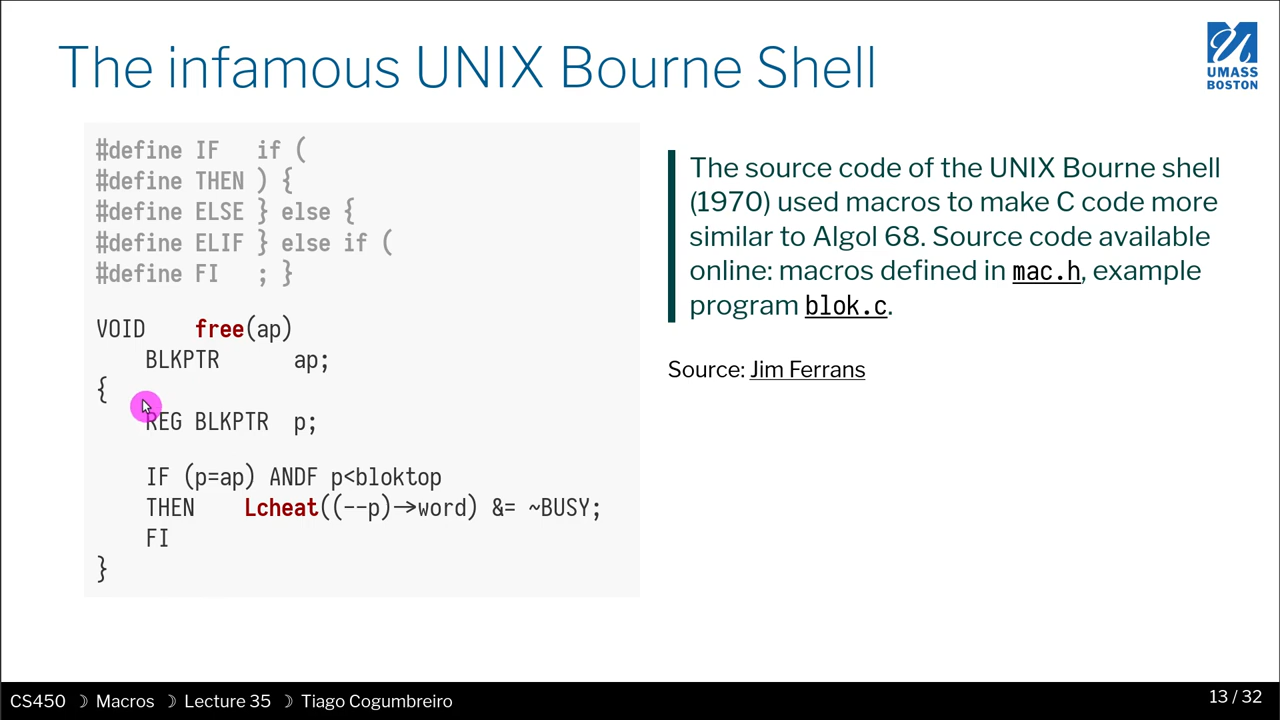 The infamous UNIX Bourne Shell
UMASS
BOSTON
#define IF   if (
#define THEN ) {
#define ELSE } else {
#define ELIF } else if (
#define FI   ; }
VOID    free(ap)
    BLKPTR      ap;
{
    REG BLKPTR  p;
    IF (p=ap) ANDF p<bloktop
    THEN    Lcheat((--p)->word) &= ~BUSY;
    FI
}
The source code of the UNIX Bourne shell
(1970) used macros to make C code more
similar to Algol 68. Source code available
online: macros defined in mac.h, example
program blok.c.
Source: Jim Ferrans
CS450 ☽ Macros ☽ Lecture 35 ☽ Tiago Cogumbreiro
13 / 32